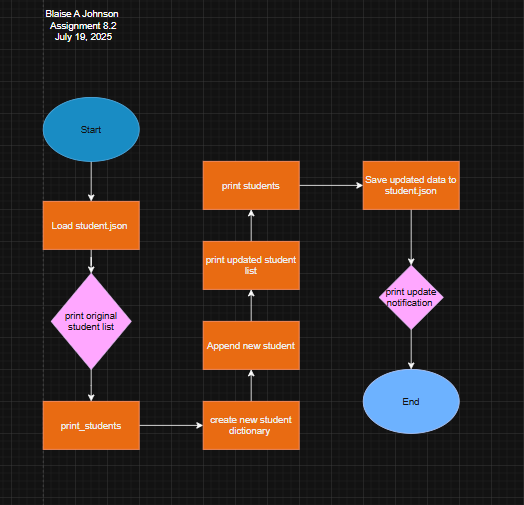 Blaise A Johnson
Assignment 8.2
July 19, 2025
Start
Load student.json
print original
student list
print_students
create new student
dictionary
Append new student
print updated student
list
print students
Save updated data to
student.json
print update
notification
End